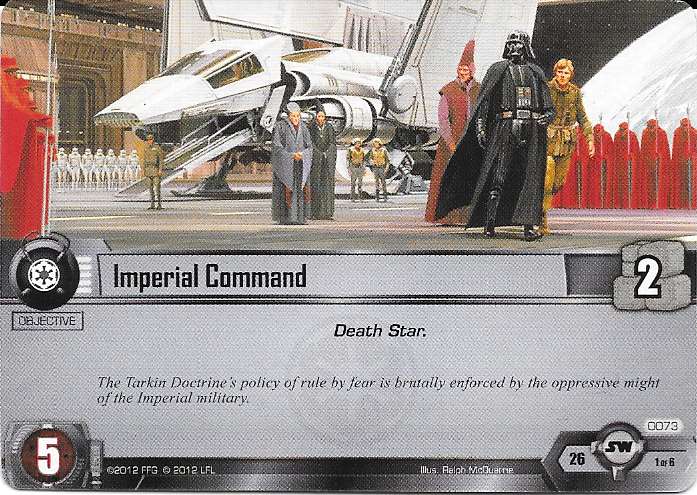 Imperial Command
2
OBJECTIVE
Death Star.
The Tarkin Doctrine's policy of rule by fear is brutally enforced by the oppressive might
of the Imperial military.
5
©2012 FFG © 2012 LFL
Illus. Ralph McQuarrie
0073
26
SW
1 of 6